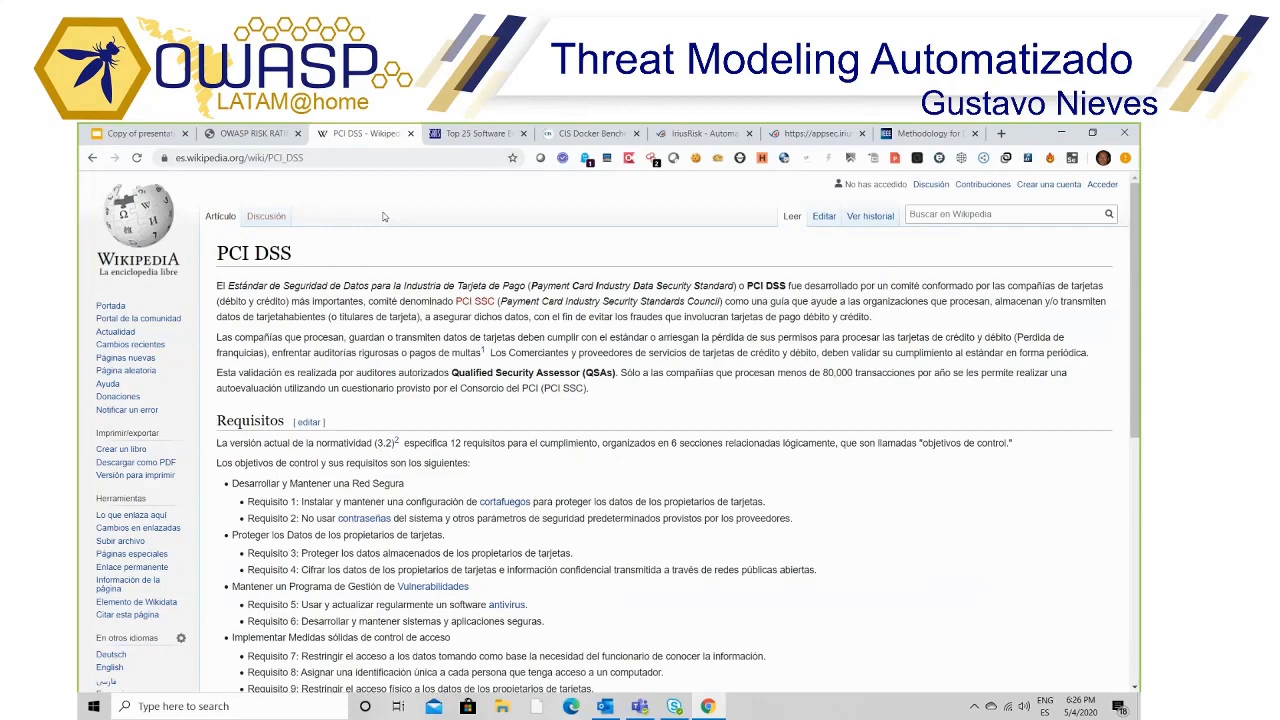 OWASP
LATAM@home
Threat Modeling Automatizado
Gustavo Nieves
Copy of presentat
OWASP RISK RATI
PCI DSS - Wikiped
Top 25 Software E
CIS Docker Bench
IriusRisk - Automa
https://appsec.iriu
Methodology for
es.wikipedia.org/wiki/PCI_DSS
No has accedido Discusión Contribuciones Crear una cuenta Acceder
Artículo Discusión Leer Editar Ver historial Buscar en Wikipedia
WIKIPEDIA
La enciclopedia libre
Portada
Portal de la comunidad
Actualidad
Cambios recientes
Páginas nuevas
Página aleatoria
Ayuda
Donaciones
Notificar un error
Imprimir/exportar
Crear un libro
Descargar como PDF
Versión para imprimir
Herramientas
Lo que enlaza aquí
Cambios en enlazadas
Subir archivo
Páginas especiales
Enlace permanente
Información de la
página
Elemento de Wikidata
Citar esta página
En otros idiomas
Deutsch
English
فارسی
PCI DSS
El Estándar de Seguridad de Datos para la Industria de Tarjeta de Pago (Payment Card Industry Data Security Standard) o PCI DSS fue desarrollado por un comité conformado por las compañías de tarjetas
(débito y crédito) más importantes, comité denominado PCI SSC (Payment Card Industry Security Standards Council) como una guía que ayude a las organizaciones que procesan, almacenan y/o transmiten
datos de tarjetahabientes (o titulares de tarjeta), a asegurar dichos datos, con el fin de evitar los fraudes que involucran tarjetas de pago débito y crédito.
Las compañías que procesan, guardan o transmiten datos de tarjetas deben cumplir con el estándar o arriesgan la pérdida de sus permisos para procesar las tarjetas de crédito y débito (Perdida de
franquicias), enfrentar auditorías rigurosas o pagos de multas1 Los Comerciantes y proveedores de servicios de tarjetas de crédito y débito, deben validar su cumplimiento al estándar en forma periódica.
Esta validación es realizada por auditores autorizados Qualified Security Assessor (QSAs). Sólo a las compañías que procesan menos de 80,000 transacciones por año se les permite realizar una
autoevaluación utilizando un cuestionario provisto por el Consorcio del PCI (PCI SSC).
Requisitos [ editar ]
La versión actual de la normatividad (3.2)2 especifica 12 requisitos para el cumplimiento, organizados en 6 secciones relacionadas lógicamente, que son llamadas "objetivos de control."
Los objetivos de control y sus requisitos son los siguientes:
• Desarrollar y Mantener una Red Segura
• Requisito 1: Instalar y mantener una configuración de cortafuegos para proteger los datos de los propietarios de tarjetas.
• Requisito 2: No usar contraseñas del sistema y otros parámetros de seguridad predeterminados provistos por los proveedores.
• Proteger los Datos de los propietarios de tarjetas.
• Requisito 3: Proteger los datos almacenados de los propietarios de tarjetas.
• Requisito 4: Cifrar los datos de los propietarios de tarjetas e información confidencial transmitida a través de redes públicas abiertas.
• Mantener un Programa de Gestión de Vulnerabilidades
• Requisito 5: Usar y actualizar regularmente un software antivirus.
• Requisito 6: Desarrollar y mantener sistemas y aplicaciones seguras.
• Implementar Medidas sólidas de control de acceso
• Requisito 7: Restringir el acceso a los datos tomando como base la necesidad del funcionario de conocer la información.
• Requisito 8: Asignar una identificación única a cada persona que tenga acceso a un computador.
• Requisito 9: Restringir el acceso físico a los datos de los propietarios de tarjetas.
Type here to search
ENG
ES
6:26 PM
5/4/2020
18